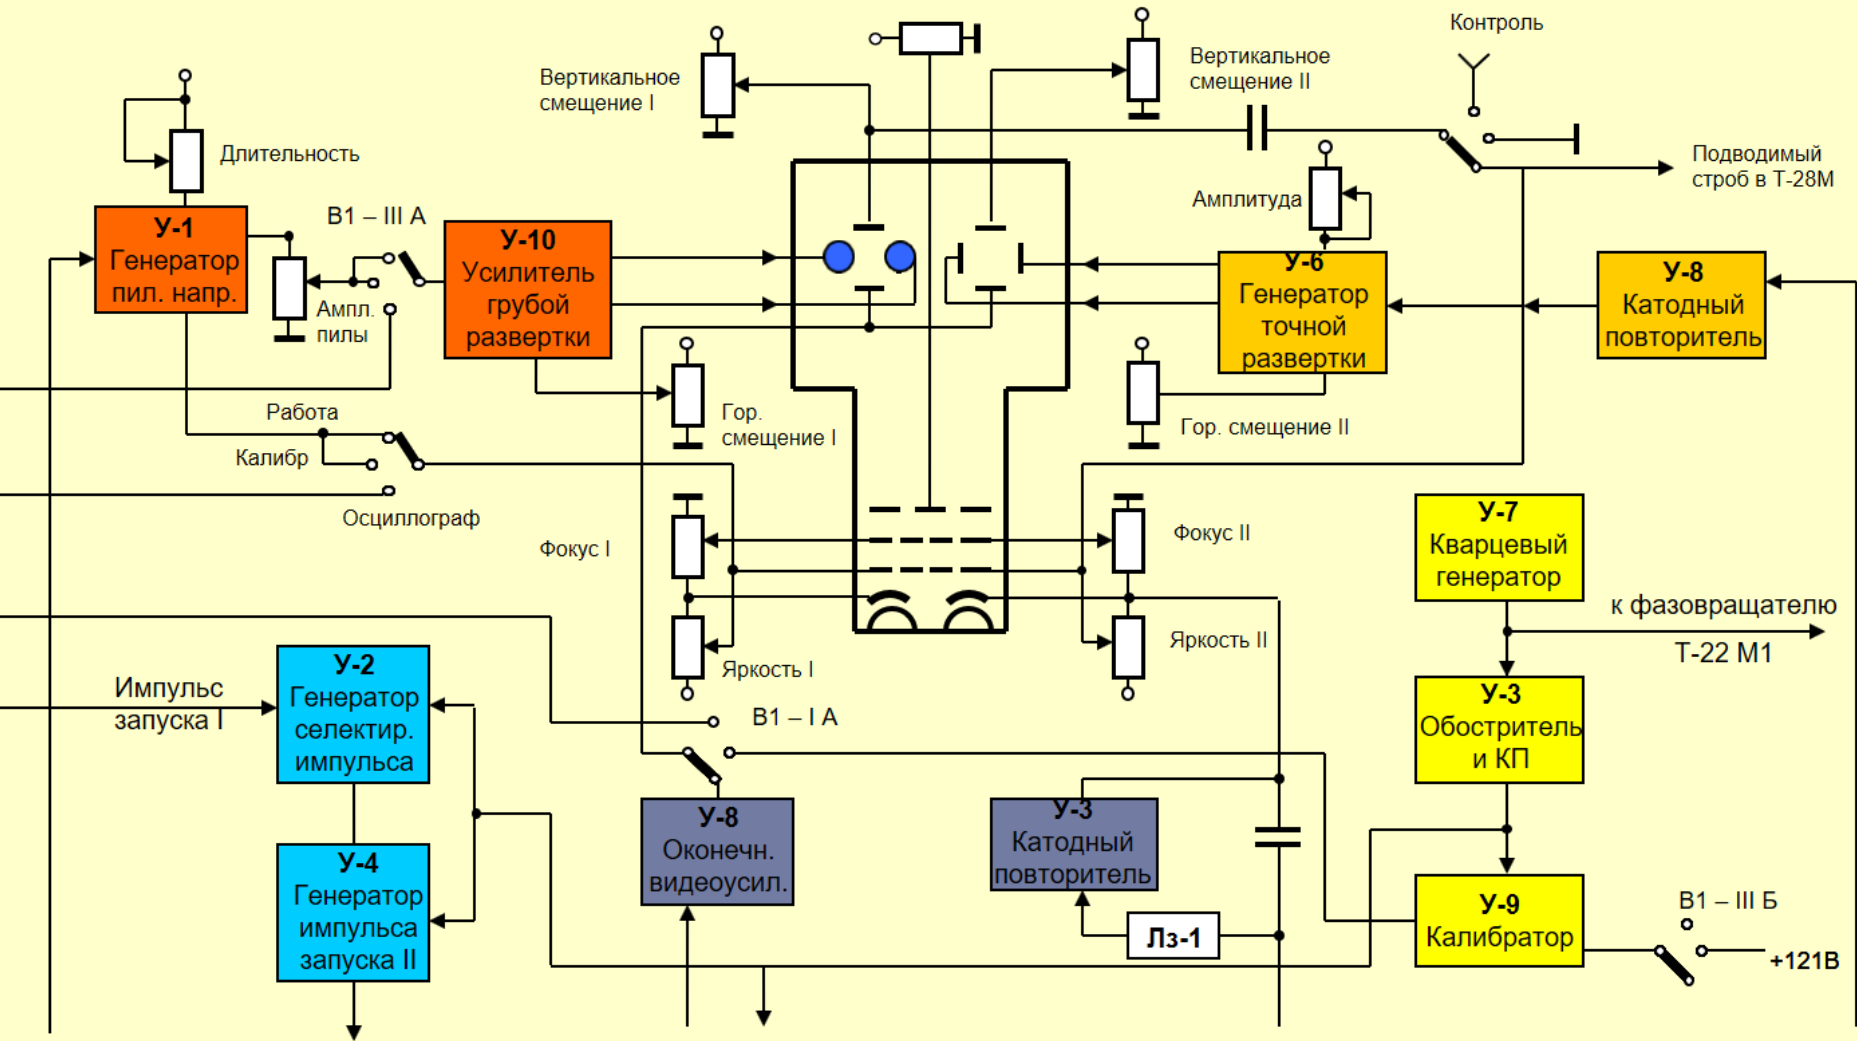 Контроль
Вертикальное
смещение I
Вертикальное
смещение II
Длительность
Подводимый
строб в Т-28М
Амплитуда
В1 – III А
У-1
Генератор
пил. напр.
У-10
Усилитель
грубой
развертки
У-6
Генератор
точной
развертки
У-8
Катодный
повторитель
Ампл.
пилы
Работа
Калибр
Осциллограф
Гор.
смещение I
Гор. смещение II
Фокус I
Фокус II
У-7
Кварцевый
генератор
к фазовращателю
Т-22 М1
Яркость I
Яркость II
У-2
Генератор
селектир.
импульса
Импульс
запуска I
В1 – I А
У-3
Обостритель
и КП
У-8
Оконечн.
видеоусил.
У-3
Катодный
повторитель
У-4
Генератор
импульса
запуска II
Лз-1
У-9
Калибратор
В1 – III Б
+121В